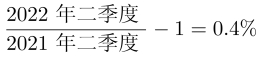 2022 年二季度
2021 年二季度
− 1 = 0.4%